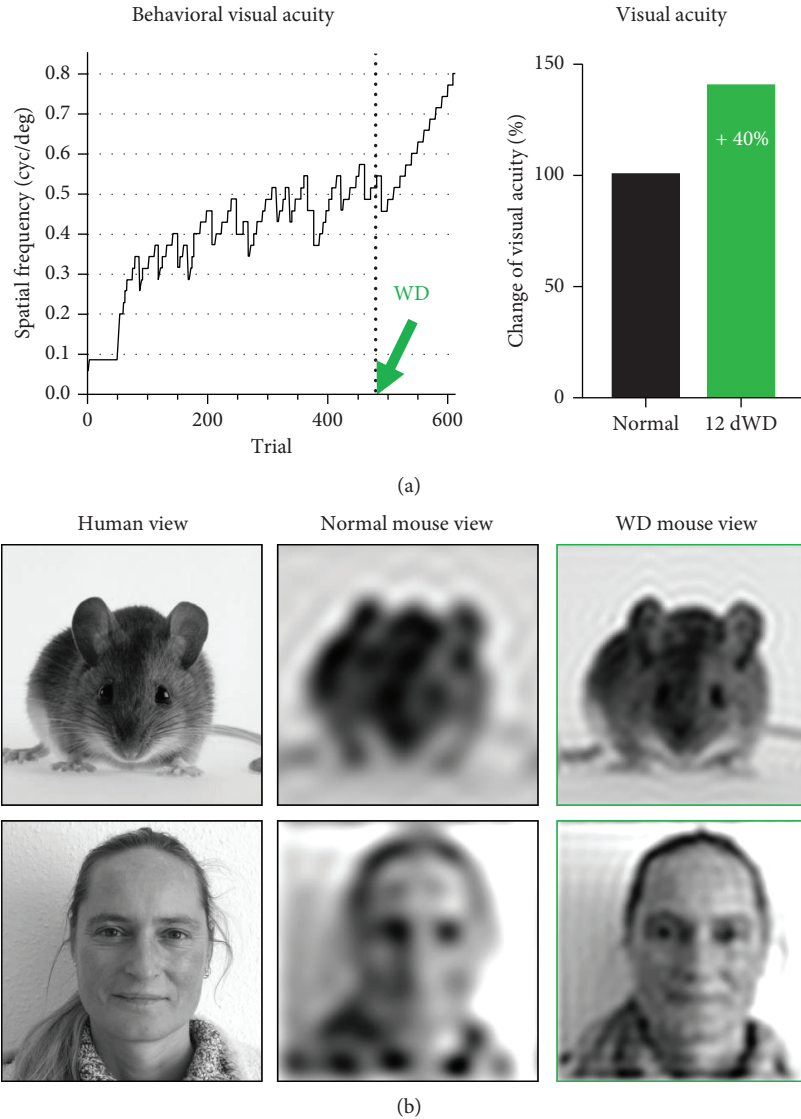 Behavioral visual acuity
Visual acuity
Spatial frequency (cyc/deg)
0.8
0.7
0.6
0.5
0.4
0.3
0.2
0.1
0.0
WD
0
200
400
600
Trial
Change of visual acuity (%)
150
100
50
0
+ 40%
Normal
12 dWD
(a)
Human view
Normal mouse view
WD mouse view
(b)